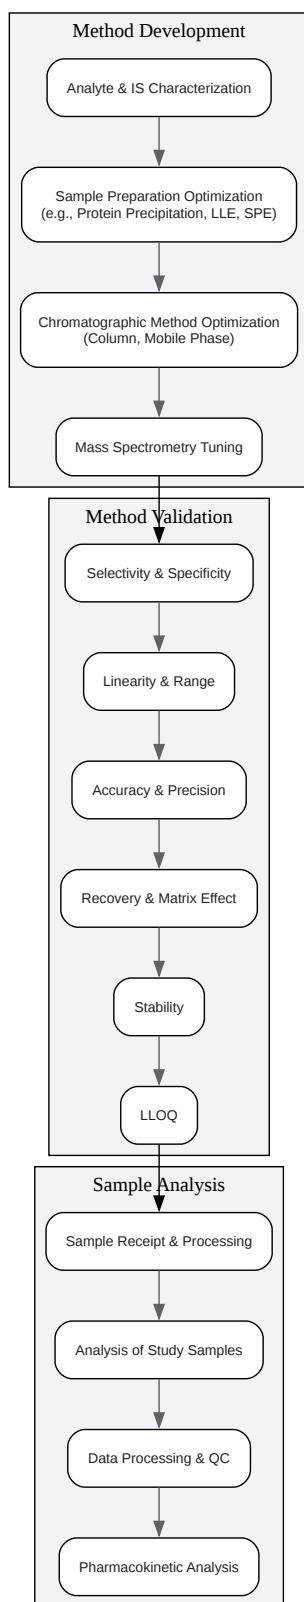 Method Development
Analyte & IS Characterization
Sample Preparation Optimization
(e.g., Protein Precipitation, LLE, SPE)
Chromatographic Method Optimization
(Column, Mobile Phase)
Mass Spectrometry Tuning
Method Validation
Selectivity & Specificity
Linearity & Range
Accuracy & Precision
Recovery & Matrix Effect
Stability
LLOQ
Sample Analysis
Sample Receipt & Processing
Analysis of Study Samples
Data Processing & QC
Pharmacokinetic Analysis